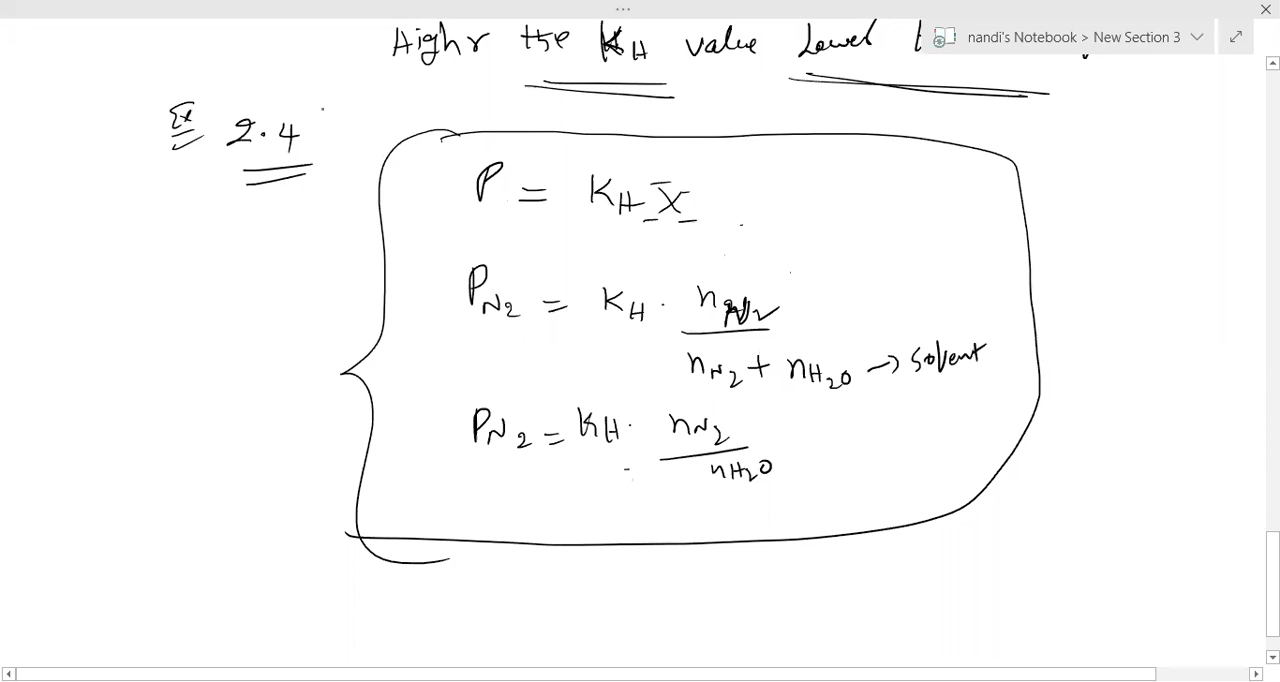 ...
nandi's Notebook > New Section 3
Highr the KH value Lower
Ex 2.4
P = KH X
PN2 = KH . nN2
nN2 + nH2O → Solvent
PN2 = KH . nN2
nH2O